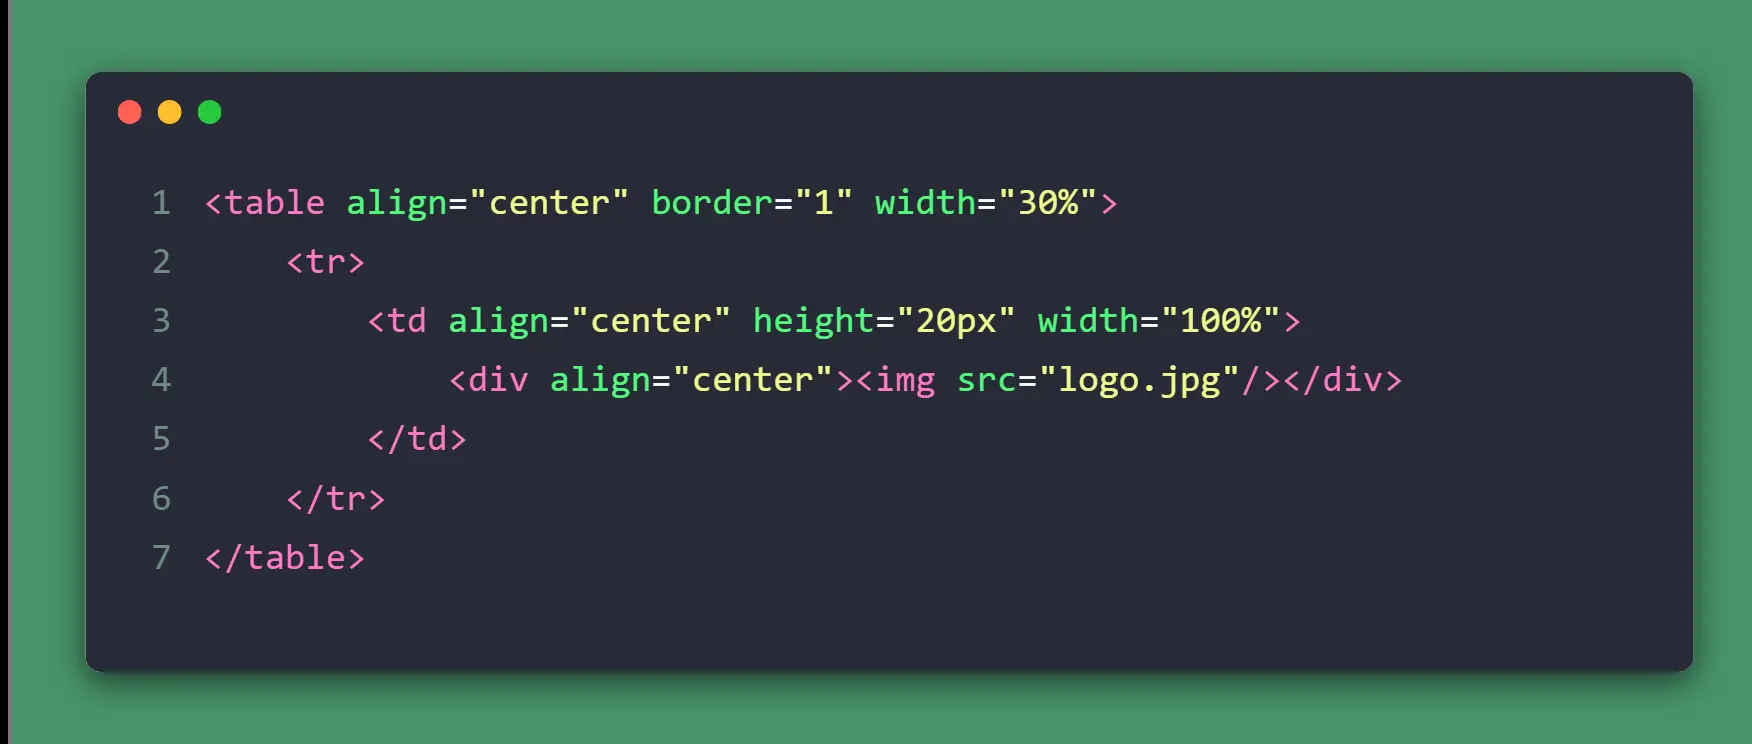 1 <table align="center" border="1" width="30%">
2     <tr>
3         <td align="center" height="20px" width="100%">
4             <div align="center"><img src="logo.jpg"/></div>
5         </td>
6     </tr>
7 </table>